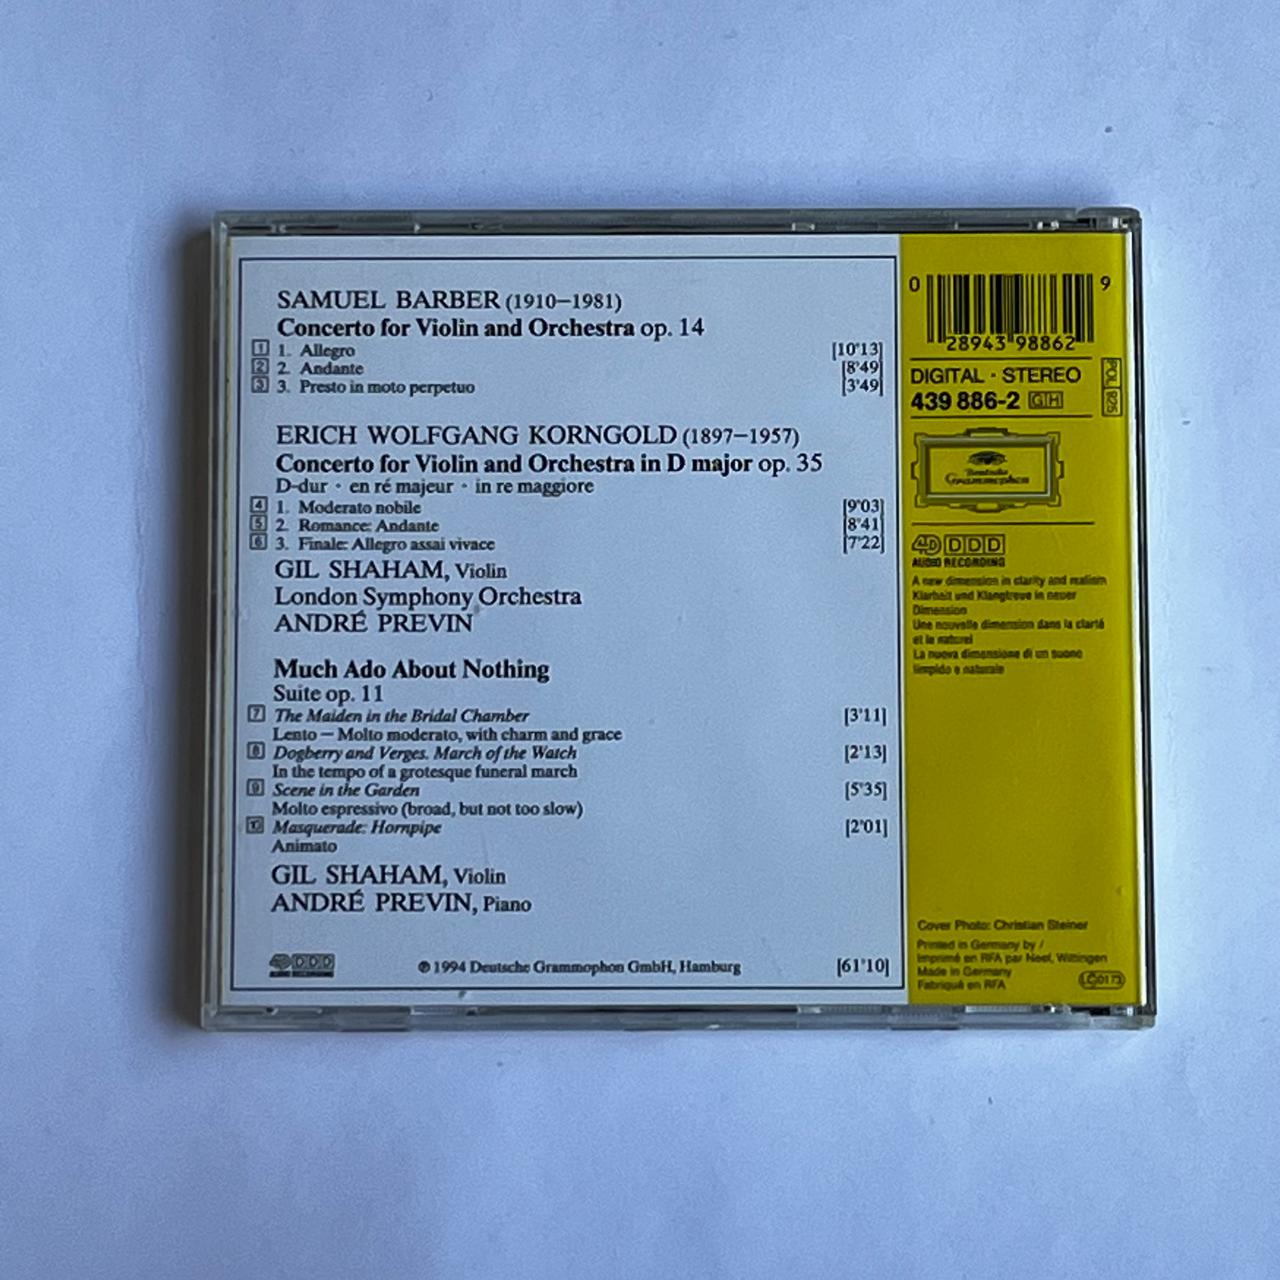 SAMUEL BARBER (1910–1981)
Concerto for Violin and Orchestra op. 14
1 1. Allegro [10'13]
2 2. Andante [8'49]
3 3. Presto in moto perpetuo [3'49]
ERICH WOLFGANG KORNGOLD (1897–1957)
Concerto for Violin and Orchestra in D major op. 35
D-dur · en ré majeur · in re maggiore
4 1. Moderato nobile [9'03]
5 2. Romance: Andante [8'41]
6 3. Finale: Allegro assai vivace [7'22]
GIL SHAHAM, Violin
London Symphony Orchestra
ANDRÉ PREVIN
Much Ado About Nothing
Suite op. 11
7 The Maiden in the Bridal Chamber [3'11]
Lento – Molto moderato, with charm and grace
8 Dogberry and Verges. March of the Watch [2'13]
In the tempo of a grotesque funeral march
9 Scene in the Garden [5'35]
Molto espressivo (broad, but not too slow)
10 Masquerade: Hornpipe [2'01]
Animato
GIL SHAHAM, Violin
ANDRÉ PREVIN, Piano
4D DDD
AUDIO RECORDING
℗ 1994 Deutsche Grammophon GmbH, Hamburg [61'10]
0 28943 98862 9
DIGITAL · STEREO
439 886-2 GH
POL 925
Deutsche
Grammophon
4D DDD
AUDIO RECORDING
A new dimension in clarity and realism
Klarheit und Klangtreue in neuer
Dimension
Une nouvelle dimension dans la clarté
et le naturel
La nuova dimensione di un suono
limpido e naturale
Cover Photo: Christian Steiner
Printed in Germany by /
Imprimé en RFA par Neef, Wittingen
Made in Germany
Fabriqué en RFA
LC 0173